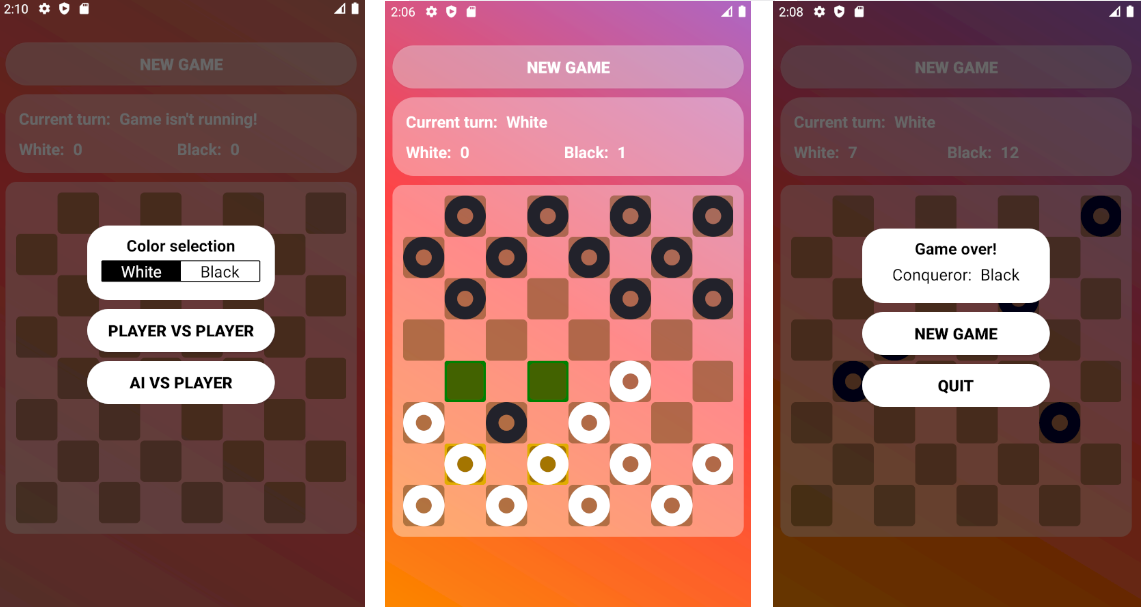 2:10
NEW GAME
Current turn: Game isn't running!
White: 0 Black: 0
Color selection
White Black
PLAYER VS PLAYER
AI VS PLAYER
2:06
NEW GAME
Current turn: White
White: 0 Black: 1
2:08
NEW GAME
Current turn: White
White: 7 Black: 12
Game over!
Conqueror: Black
NEW GAME
QUIT